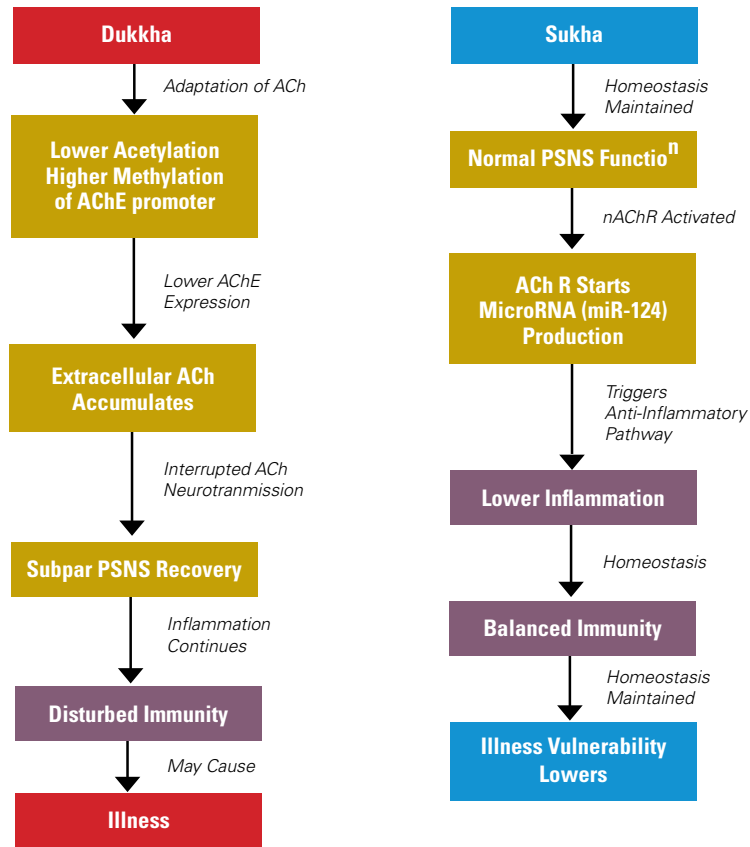 Dukkha
Adaptation of ACh
Lower Acetylation
Higher Methylation
of AChE promoter
Lower AChE
Expression
Extracellular ACh
Accumulates
Interrupted ACh
Neurotranmission
Subpar PSNS Recovery
Inflammation
Continues
Disturbed Immunity
May Cause
Illness
Sukha
Homeostasis
Maintained
Normal PSNS Function
nAChR Activated
ACh R Starts
MicroRNA (miR-124)
Production
Triggers
Anti-Inflammatory
Pathway
Lower Inflammation
Homeostasis
Balanced Immunity
Homeostasis
Maintained
Illness Vulnerability
Lowers